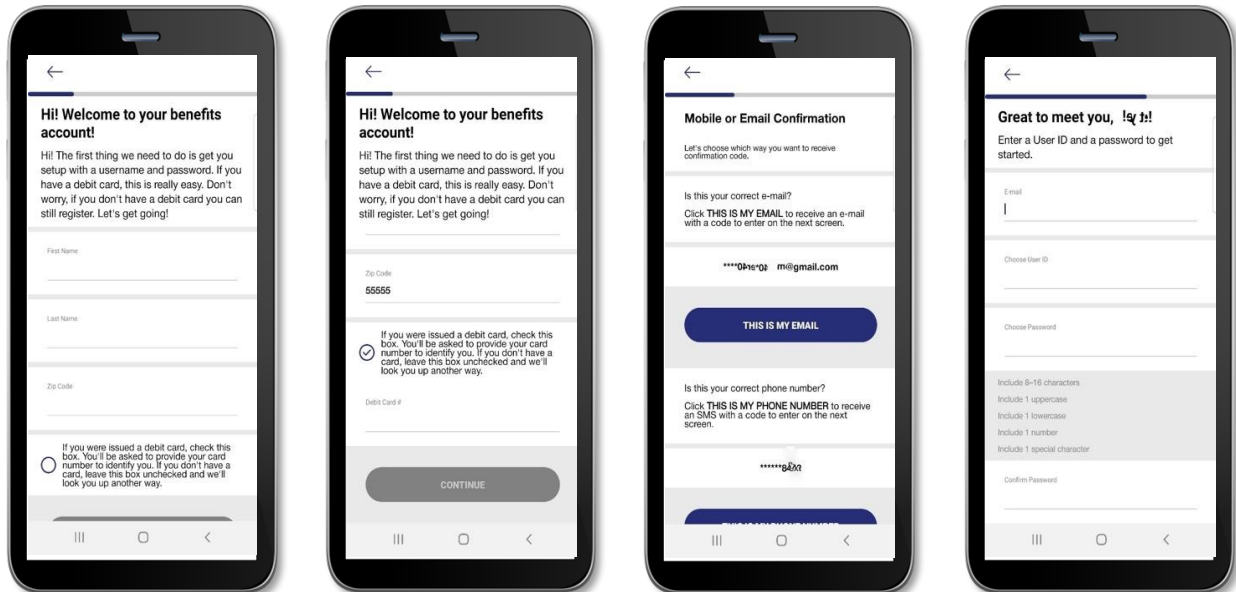 Hi! Welcome to your benefits
account!
Hi! The first thing we need to do is get you
setup with a username and password. If you
have a debit card, this is really easy. Don't
worry, if you don't have a debit card you can
still register. Let's get going!
First Name
Last Name
Zip Code
If you were issued a debit card, check this
box. You'll be asked to provide your card
number to identify you. If you don't have a
card, leave this box unchecked and we'll
look you up another way.
Hi! Welcome to your benefits
account!
Hi! The first thing we need to do is get you
setup with a username and password. If you
have a debit card, this is really easy. Don't
worry, if you don't have a debit card you can
still register. Let's get going!
Zip Code
55555
If you were issued a debit card, check this
box. You'll be asked to provide your card
number to identify you. If you don't have a
card, leave this box unchecked and we'll
look you up another way.
Debit Card #
CONTINUE
Mobile or Email Confirmation
Let's choose which way you want to receive
confirmation code.
Is this your correct e-mail?
Click THIS IS MY EMAIL to receive an e-mail
with a code to enter on the next screen.
m@gmail.com
THIS IS MY EMAIL
Is this your correct phone number?
Click THIS IS MY PHONE NUMBER to receive
an SMS with a code to enter on the next
screen.
THIS IS MY PHONE NUMBER
Great to meet you,
Enter a User ID and a password to get
started.
E-mail
Choose User ID
Choose Password
Include 8–16 characters
Include 1 uppercase
Include 1 lowercase
Include 1 number
Include 1 special character
Confirm Password